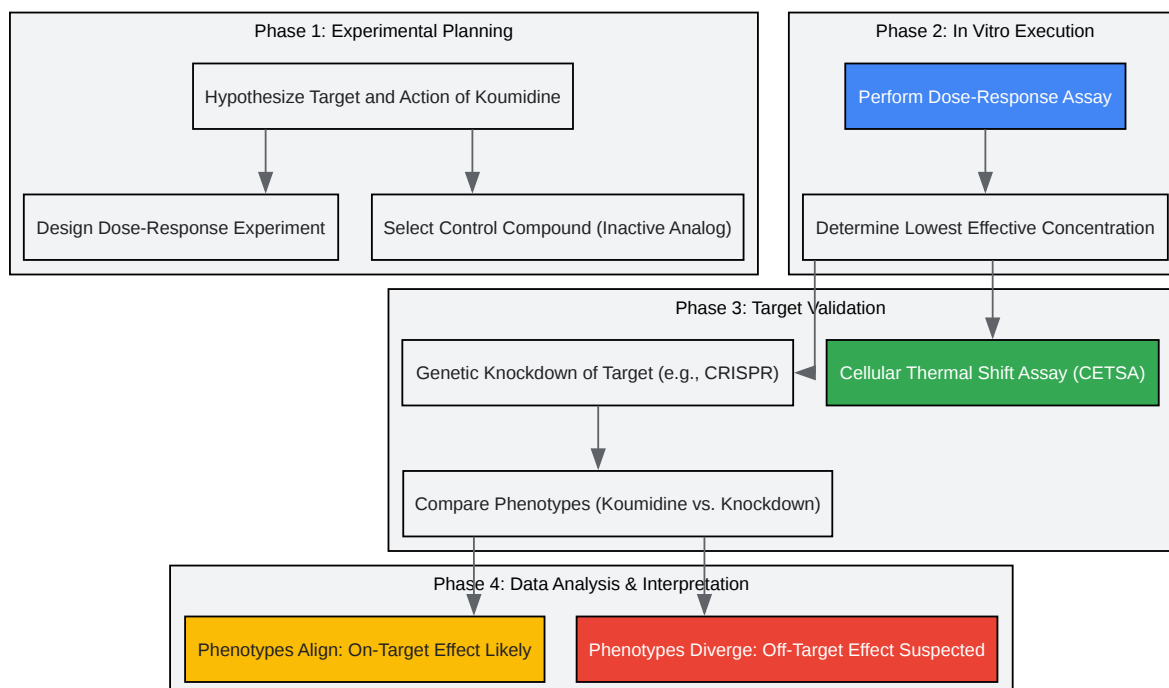 Phase 1: Experimental Planning
Hypothesize Target and Action of Koumidine
Design Dose-Response Experiment
Select Control Compound (Inactive Analog)
Phase 2: In Vitro Execution
Perform Dose-Response Assay
Determine Lowest Effective Concentration
Phase 3: Target Validation
Genetic Knockdown of Target (e.g., CRISPR)
Cellular Thermal Shift Assay (CETSA)
Compare Phenotypes (Koumidine vs. Knockdown)
Phase 4: Data Analysis & Interpretation
Phenotypes Align: On-Target Effect Likely
Phenotypes Diverge: Off-Target Effect Suspected